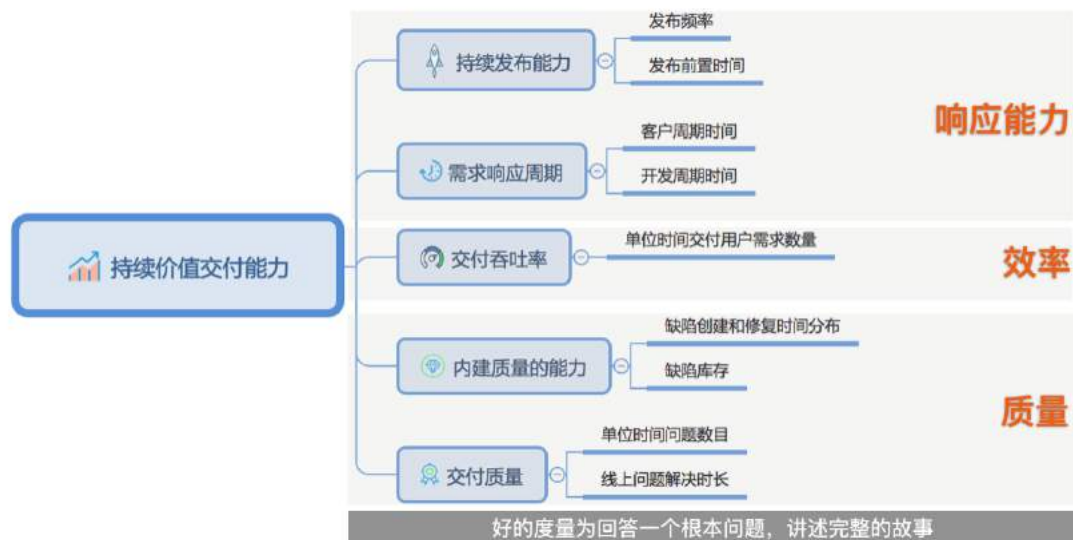 持续价值交付能力
持续发布能力
发布频率
发布前置时间
需求响应周期
客户周期时间
开发周期时间
响应能力
交付吞吐率
单位时间交付用户需求数量
效率
内建质量的能力
缺陷创建和修复时间分布
缺陷库存
交付质量
单位时间问题数目
线上问题解决时长
质量
好的度量为回答一个根本问题，讲述完整的故事